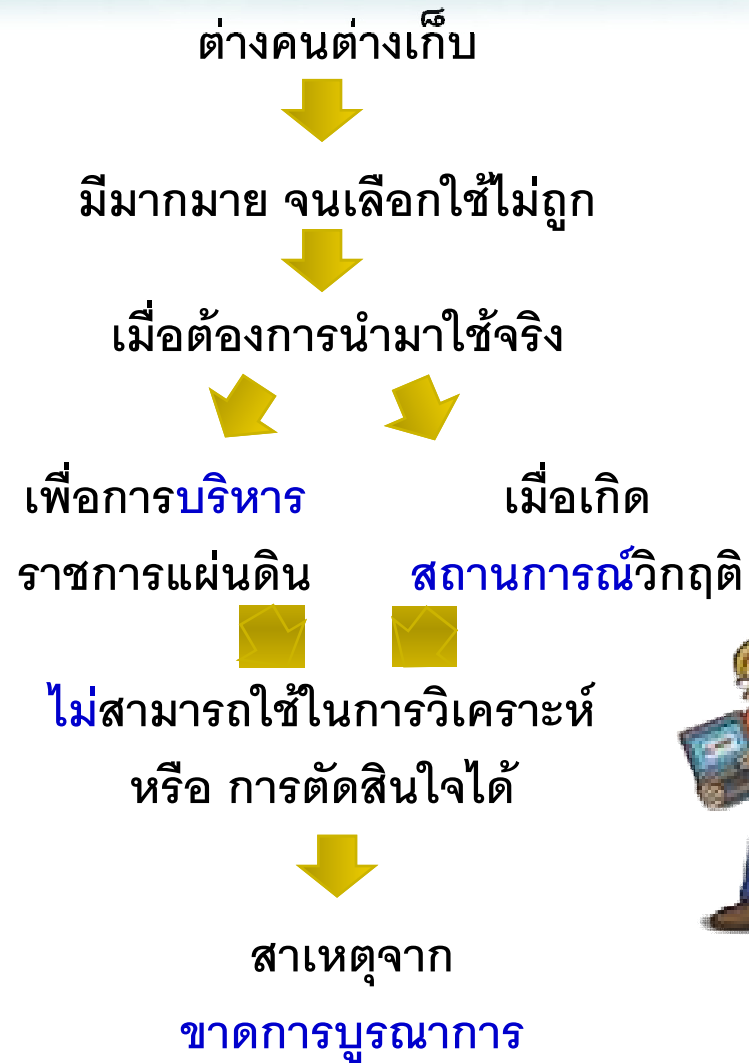 ต่างคนต่างเก็บ
มีมากมาย จนเลือกใช้ไม่ถูก
เมื่อต้องการนำมาใช้จริง
เพื่อการบริหาร
ราชการแผ่นดิน
เมื่อเกิด
สถานการณ์วิกฤติ
ไม่สามารถใช้ในการวิเคราะห์
หรือ การตัดสินใจได้
สาเหตุจาก
ขาดการบูรณาการ